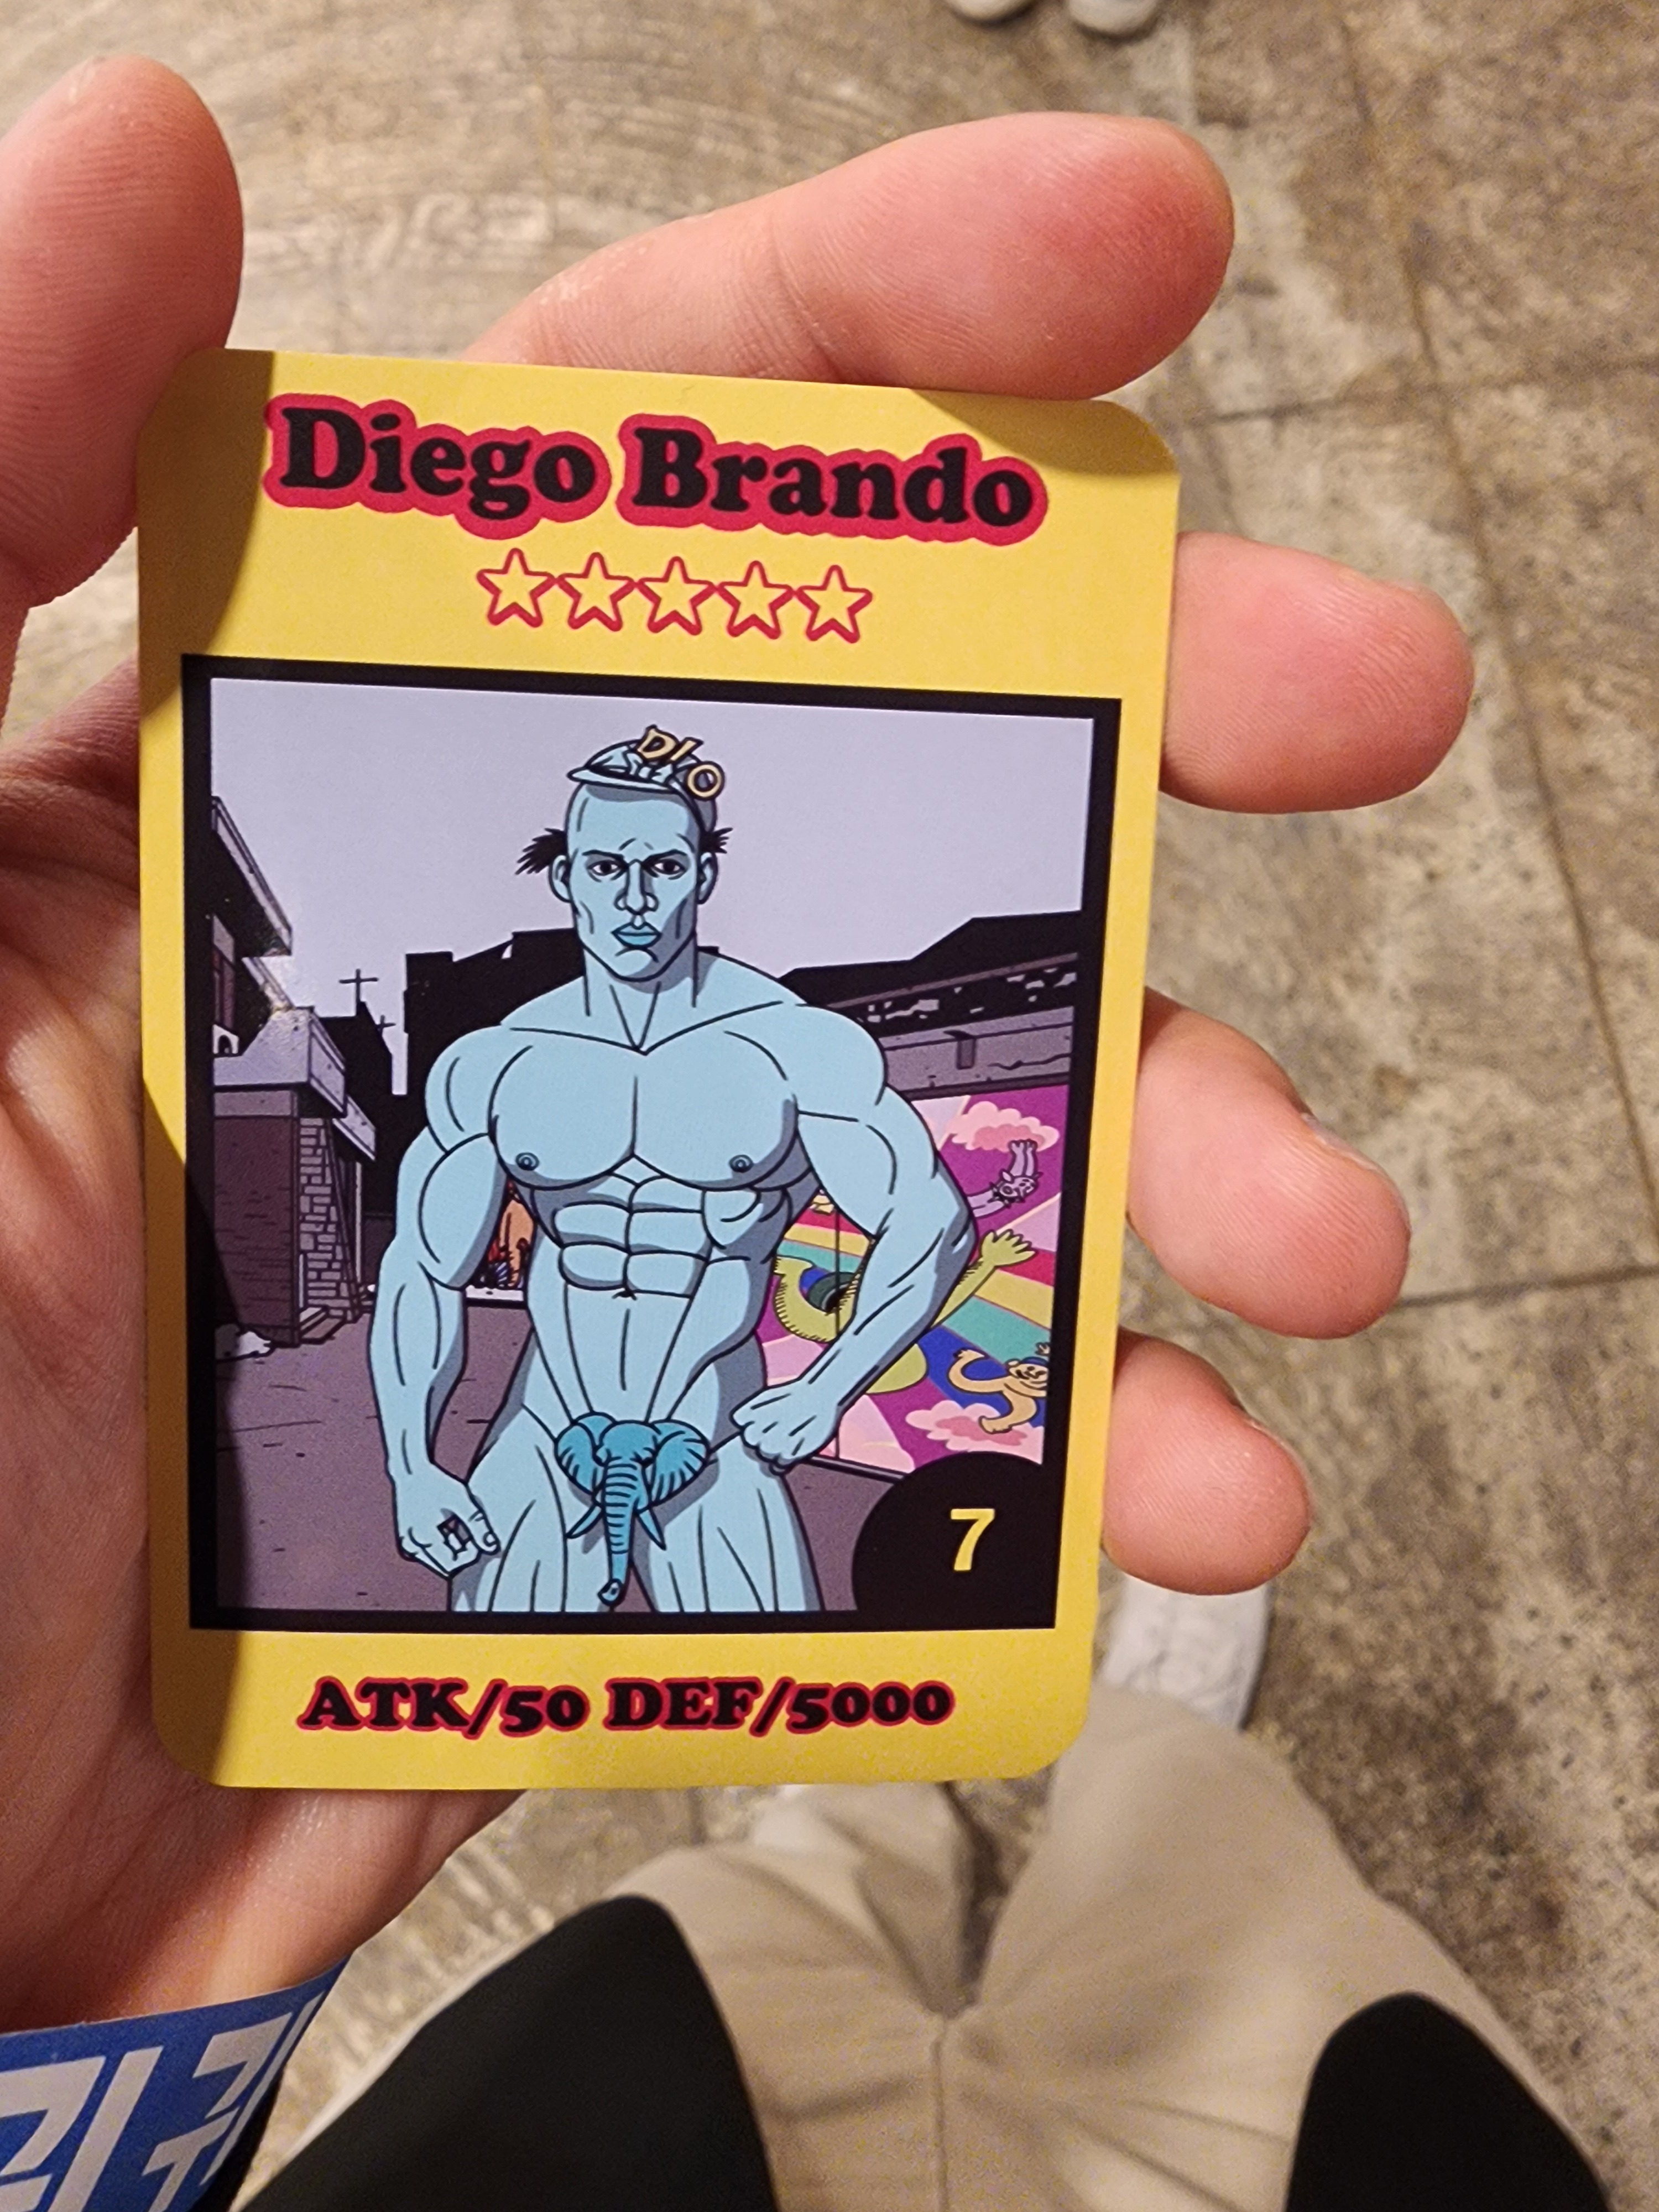 Diego Brando
DIO
7
ATK/50 DEF/5000